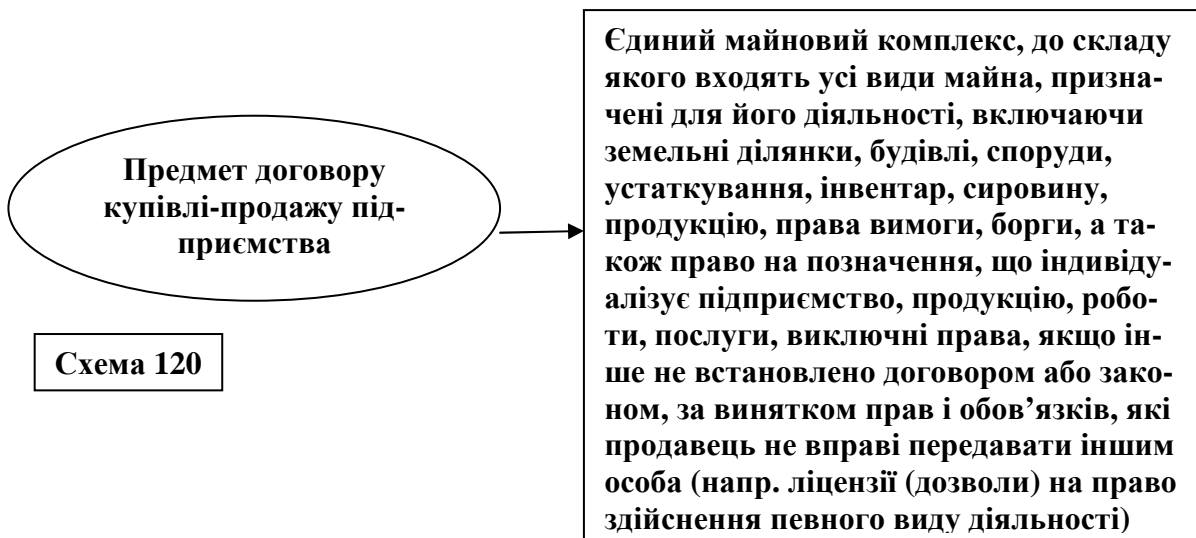 Предмет договору
купівлі-продажу під-
приємства
Схема 120
Єдиний майновий комплекс, до складу
якого входять усі види майна, призна-
чені для його діяльності, включаючи
земельні ділянки, будівлі, споруди,
устаткування, інвентар, сировину,
продукцію, права вимоги, борги, а та-
кож право на позначення, що індивіду-
алізує підприємство, продукцію, робо-
ти, послуги, виключні права, якщо ін-
ше не встановлено договором або зако-
ном, за винятком прав і обов’язків, які
продавець не вправі передавати іншим
особа (напр. ліцензії (дозволи) на право
здійснення певного виду діяльності)